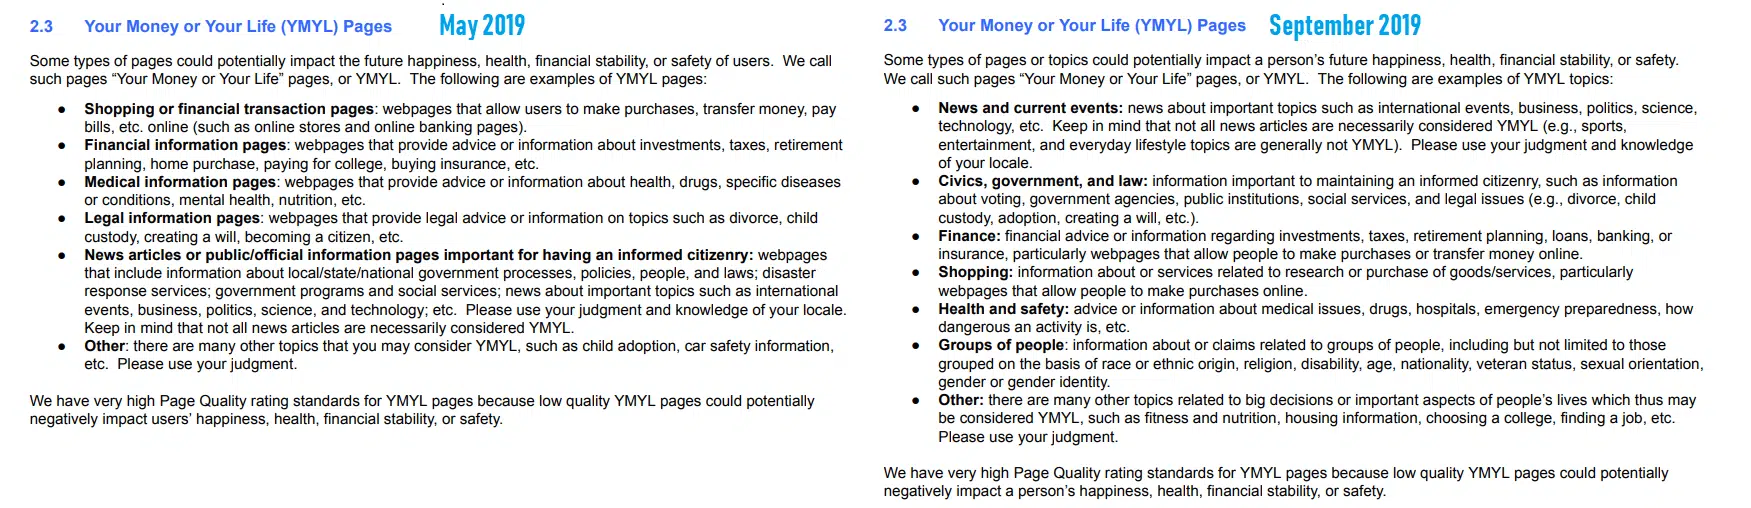 2.3 Your Money or Your Life (YMYL) Pages May 2019
Some types of pages could potentially impact the future happiness, health, financial stability, or safety of users. We call
such pages “Your Money or Your Life” pages, or YMYL. The following are examples of YMYL pages:
● Shopping or financial transaction pages: webpages that allow users to make purchases, transfer money, pay
bills, etc. online (such as online stores and online banking pages).
● Financial information pages: webpages that provide advice or information about investments, taxes, retirement
planning, home purchase, paying for college, buying insurance, etc.
● Medical information pages: webpages that provide advice or information about health, drugs, specific diseases
or conditions, mental health, nutrition, etc.
● Legal information pages: webpages that provide legal advice or information on topics such as divorce, child
custody, creating a will, becoming a citizen, etc.
● News articles or public/official information pages important for having an informed citizenry: webpages
that include information about local/state/national government processes, policies, people, and laws; disaster
response services; government programs and social services; news about important topics such as international
events, business, politics, science, and technology; etc. Please use your judgment and knowledge of your locale.
Keep in mind that not all news articles are necessarily considered YMYL.
● Other: there are many other topics that you may consider YMYL, such as child adoption, car safety information,
etc. Please use your judgment.
We have very high Page Quality rating standards for YMYL pages because low quality YMYL pages could potentially
negatively impact users’ happiness, health, financial stability, or safety.
2.3 Your Money or Your Life (YMYL) Pages September 2019
Some types of pages or topics could potentially impact a person’s future happiness, health, financial stability, or safety.
We call such pages “Your Money or Your Life” pages, or YMYL. The following are examples of YMYL topics:
● News and current events: news about important topics such as international events, business, politics, science,
technology, etc. Keep in mind that not all news articles are necessarily considered YMYL (e.g., sports,
entertainment, and everyday lifestyle topics are generally not YMYL). Please use your judgment and knowledge
of your locale.
● Civics, government, and law: information important to maintaining an informed citizenry, such as information
about voting, government agencies, public institutions, social services, and legal issues (e.g., divorce, child
custody, adoption, creating a will, etc.).
● Finance: financial advice or information regarding investments, taxes, retirement planning, loans, banking, or
insurance, particularly webpages that allow people to make purchases or transfer money online.
● Shopping: information about or services related to research or purchase of goods/services, particularly
webpages that allow people to make purchases online.
● Health and safety: advice or information about medical issues, drugs, hospitals, emergency preparedness, how
dangerous an activity is, etc.
● Groups of people: information about or claims related to groups of people, including but not limited to those
grouped on the basis of race or ethnic origin, religion, disability, age, nationality, veteran status, sexual orientation,
gender or gender identity.
● Other: there are many other topics related to big decisions or important aspects of people’s lives which thus may
be considered YMYL, such as fitness and nutrition, housing information, choosing a college, finding a job, etc.
Please use your judgment.
We have very high Page Quality rating standards for YMYL pages because low quality YMYL pages could potentially
negatively impact a person’s happiness, health, financial stability, or safety.